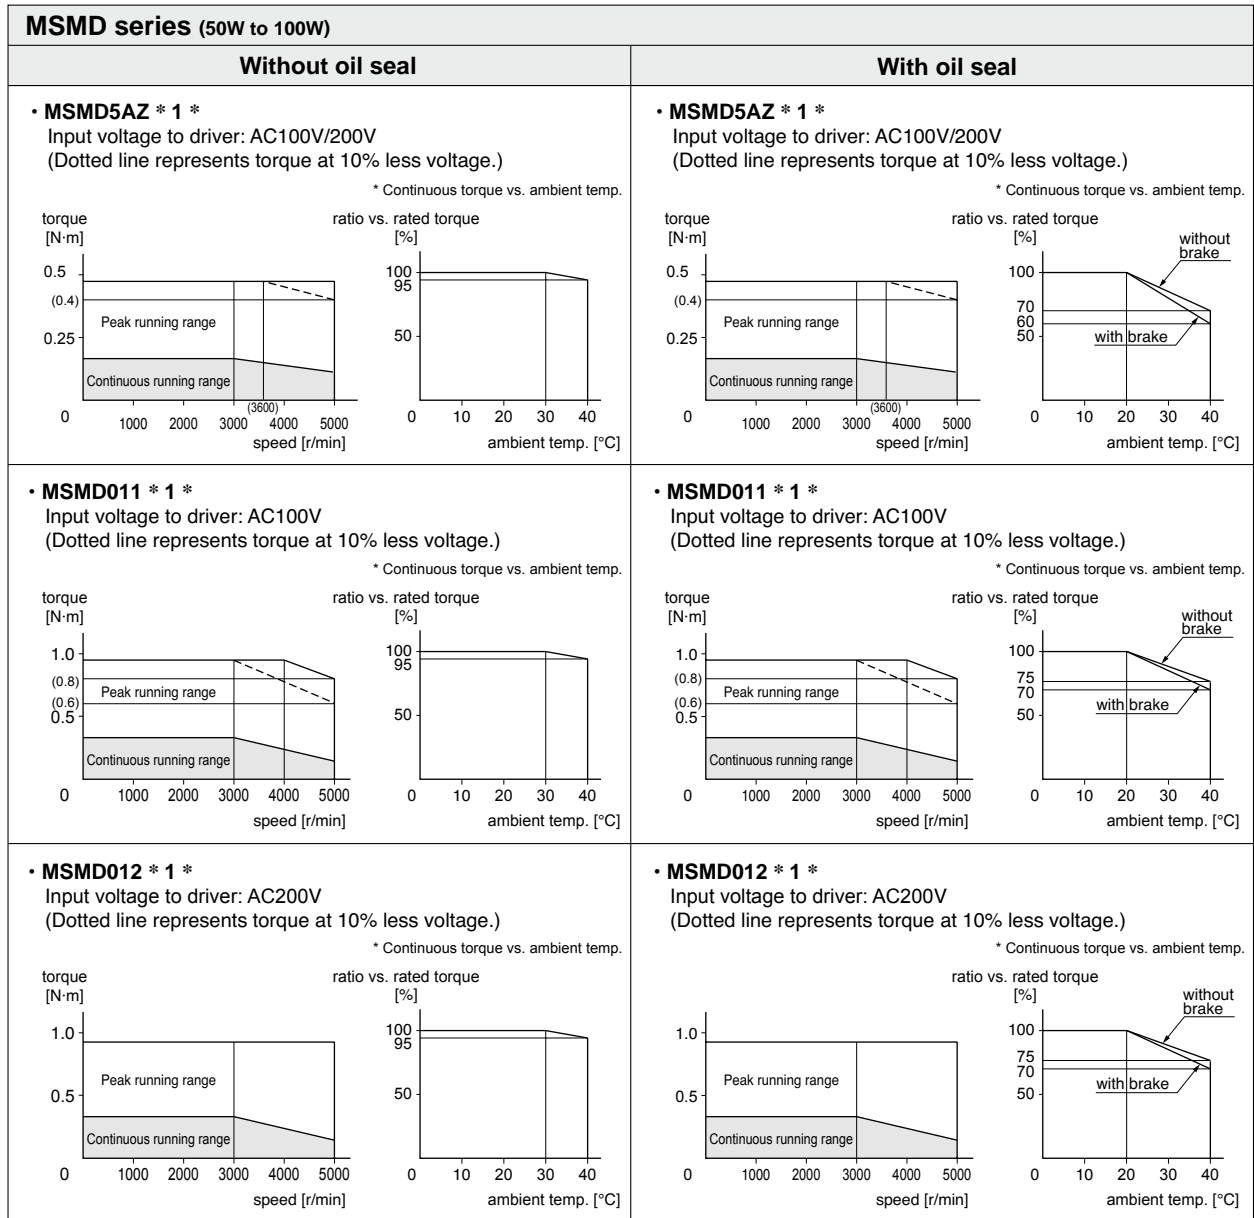 MSMD series (50W to 100W)
Without oil seal
With oil seal
・MSMD5AZ * 1 *
Input voltage to driver: AC100V/200V
(Dotted line represents torque at 10% less voltage.)
* Continuous torque vs. ambient temp.
torque
[N·m]
ratio vs. rated torque
[%]
0.5
(0.4)
0.25
0
Peak running range
Continuous running range
(3600)
1000 2000 3000 4000 5000
speed [r/min]
100
95
50
0 10 20 30 40
ambient temp. [°C]
・MSMD5AZ * 1 *
Input voltage to driver: AC100V/200V
(Dotted line represents torque at 10% less voltage.)
* Continuous torque vs. ambient temp.
torque
[N·m]
ratio vs. rated torque
[%]
0.5
(0.4)
0.25
0
Peak running range
Continuous running range
(3600)
1000 2000 3000 4000 5000
speed [r/min]
without
brake
100
70
60
50
with brake
0 10 20 30 40
ambient temp. [°C]
・MSMD011 * 1 *
Input voltage to driver: AC100V
(Dotted line represents torque at 10% less voltage.)
* Continuous torque vs. ambient temp.
torque
[N·m]
ratio vs. rated torque
[%]
1.0
(0.8)
(0.6)
0.5
Peak running range
Continuous running range
0 1000 2000 3000 4000 5000
speed [r/min]
100
95
50
0 10 20 30 40
ambient temp. [°C]
・MSMD011 * 1 *
Input voltage to driver: AC100V
(Dotted line represents torque at 10% less voltage.)
* Continuous torque vs. ambient temp.
torque
[N·m]
ratio vs. rated torque
[%]
1.0
(0.8)
(0.6)
0.5
Peak running range
Continuous running range
0 1000 2000 3000 4000 5000
speed [r/min]
without
brake
100
75
70
50
with brake
0 10 20 30 40
ambient temp. [°C]
・MSMD012 * 1 *
Input voltage to driver: AC200V
(Dotted line represents torque at 10% less voltage.)
* Continuous torque vs. ambient temp.
torque
[N·m]
ratio vs. rated torque
[%]
1.0
0.5
Peak running range
Continuous running range
0 1000 2000 3000 4000 5000
speed [r/min]
100
95
50
0 10 20 30 40
ambient temp. [°C]
・MSMD012 * 1 *
Input voltage to driver: AC200V
(Dotted line represents torque at 10% less voltage.)
* Continuous torque vs. ambient temp.
ratio vs. rated torque
[%]
1.0
0.5
Peak running range
Continuous running range
0 1000 2000 3000 4000 5000
speed [r/min]
without
brake
100
75
70
50
with brake
0 10 20 30 40
ambient temp. [°C]